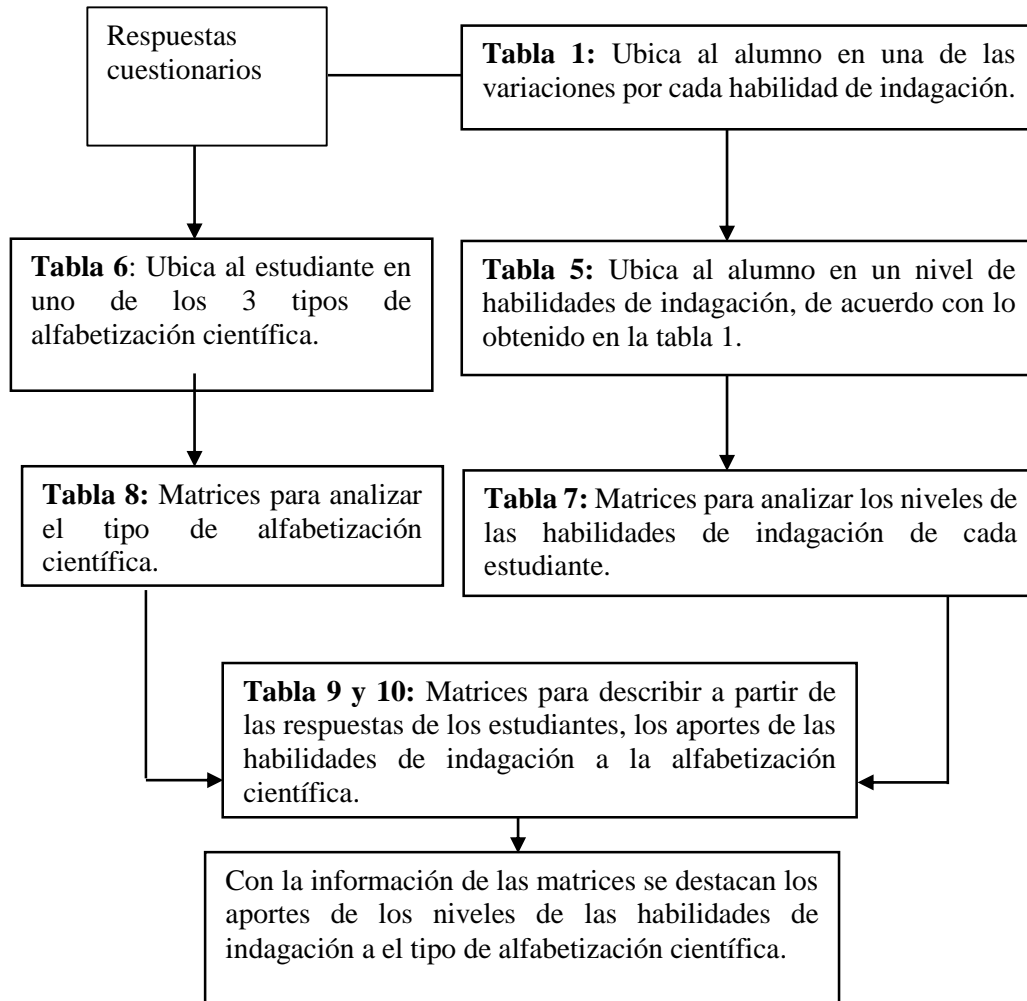 Respuestas
cuestionarios
Tabla 1: Ubica al alumno en una de las
variaciones por cada habilidad de indagación.
Tabla 6: Ubica al estudiante en
uno de los 3 tipos de
alfabetización científica.
Tabla 5: Ubica al alumno en un nivel de
habilidades de indagación, de acuerdo con lo
obtenido en la tabla 1.
Tabla 8: Matrices para analizar
el tipo de alfabetización
científica.
Tabla 7: Matrices para analizar los niveles de
las habilidades de indagación de cada
estudiante.
Tabla 9 y 10: Matrices para describir a partir de
las respuestas de los estudiantes, los aportes de las
habilidades de indagación a la alfabetización
científica.
Con la información de las matrices se destacan los
aportes de los niveles de las habilidades de
indagación a el tipo de alfabetización científica.